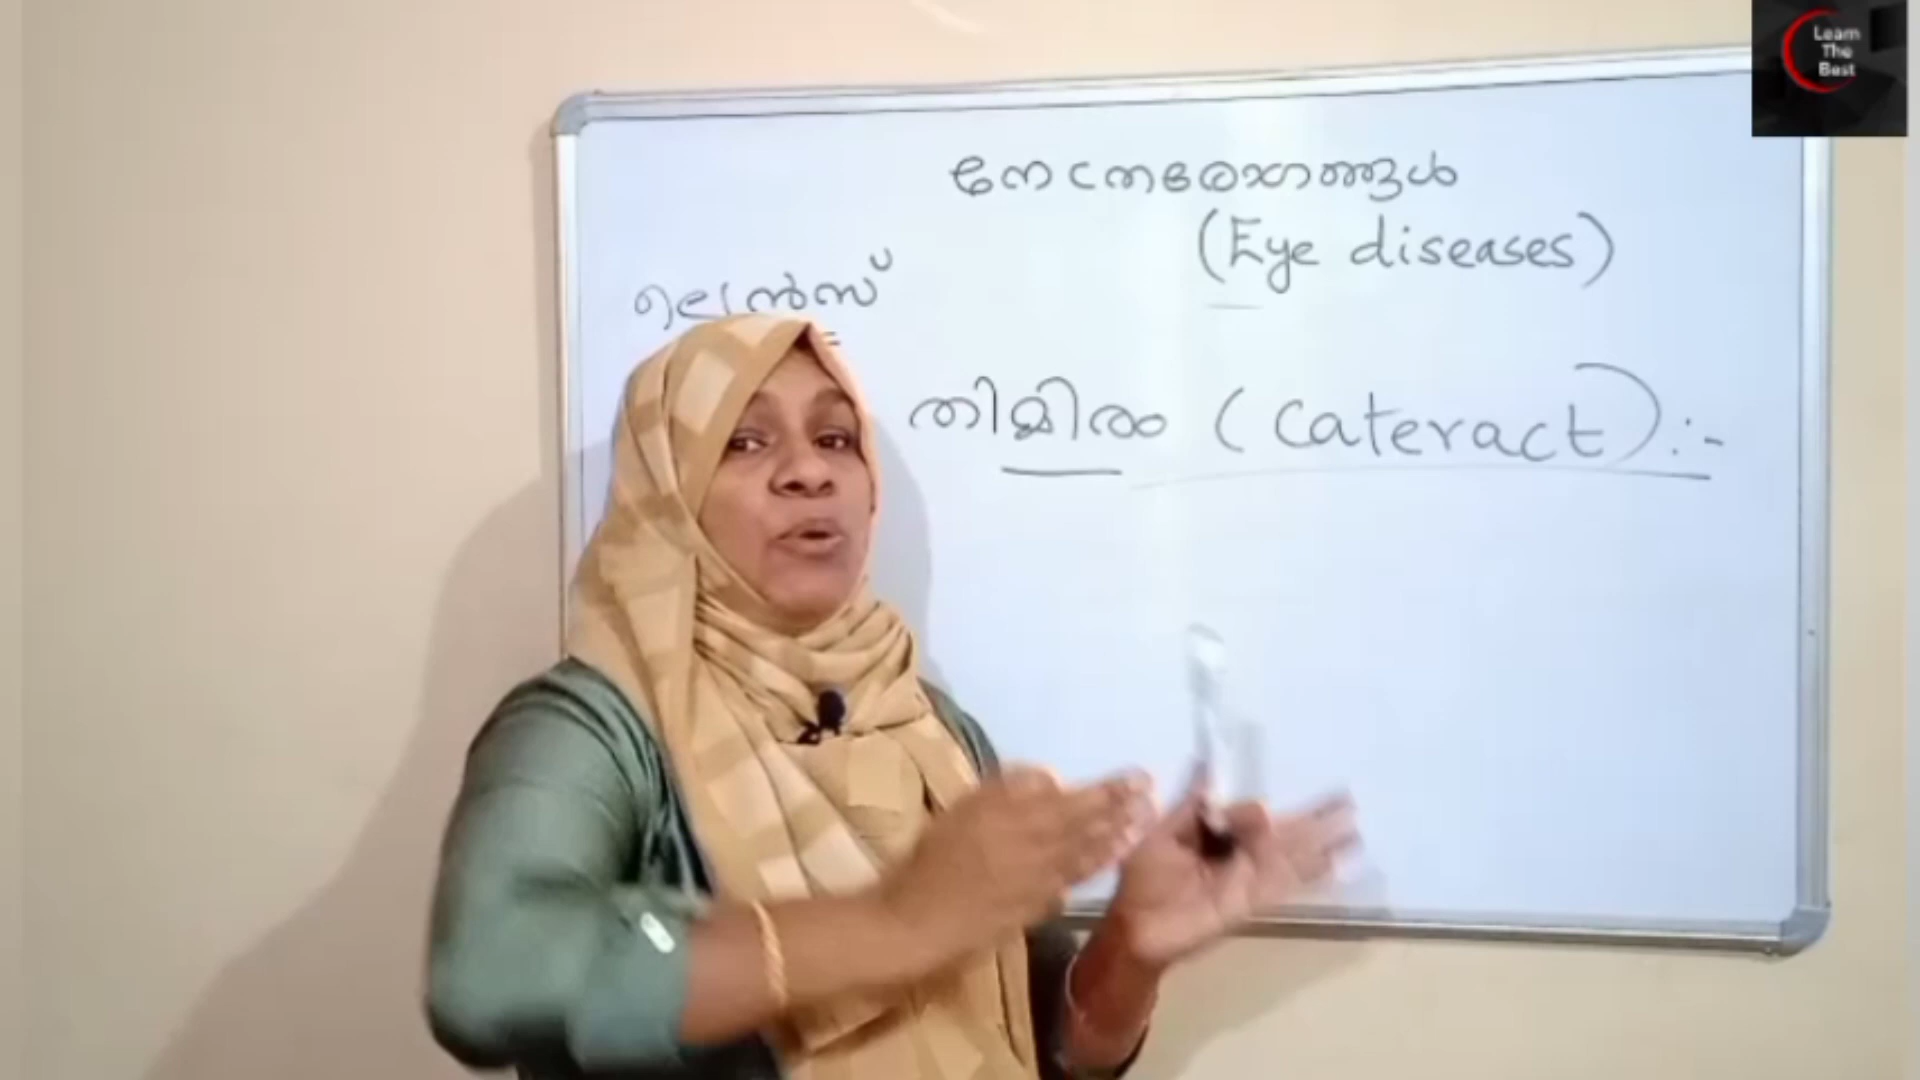 നേത്രരോഗങ്ങൾ
(Eye diseases)
ലെൻസ്
തിമിരം (cateract):-
Learn
The
Best